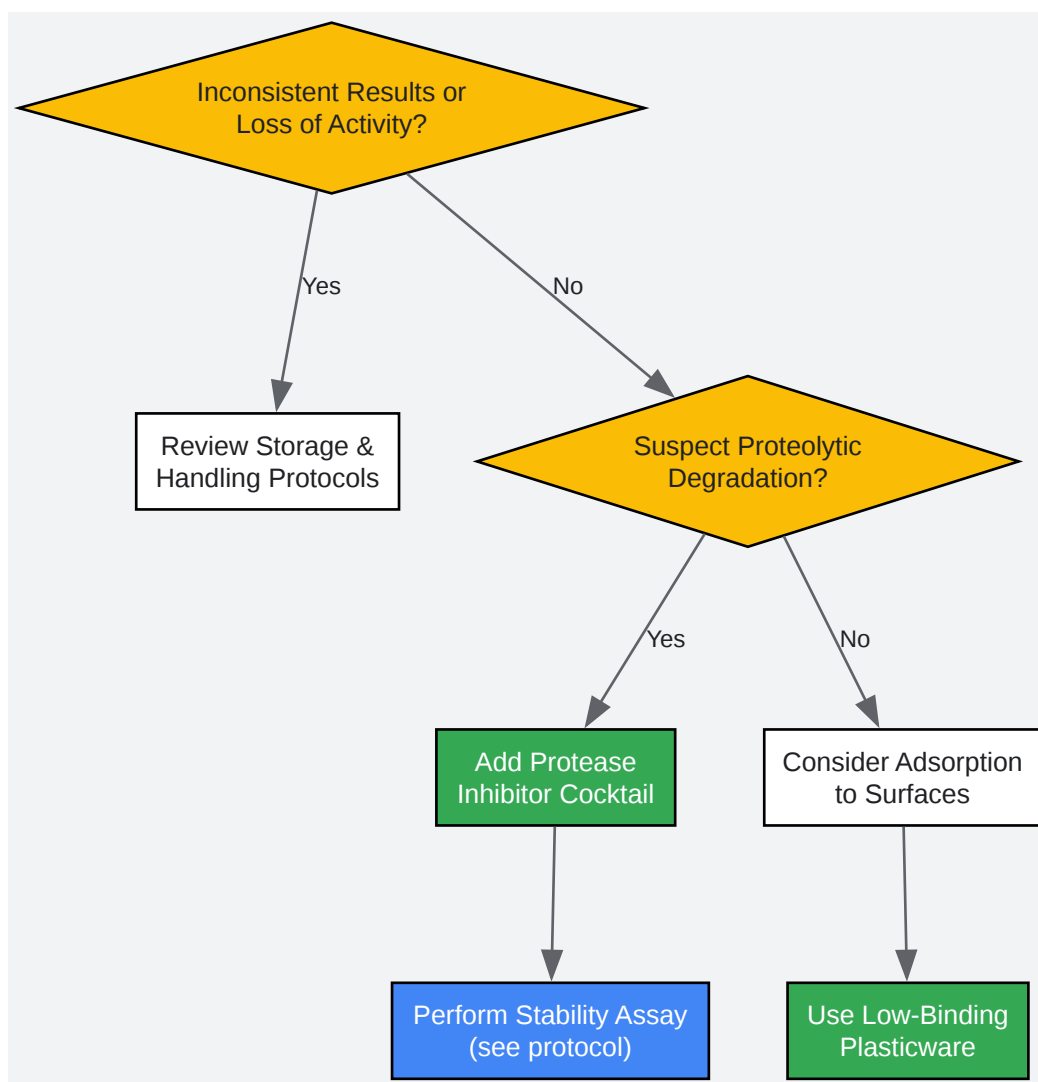 Inconsistent Results or
Loss of Activity?
Yes
No
Review Storage &
Handling Protocols
Suspect Proteolytic
Degradation?
Yes
No
Add Protease
Inhibitor Cocktail
Consider Adsorption
to Surfaces
Perform Stability Assay
(see protocol)
Use Low-Binding
Plasticware